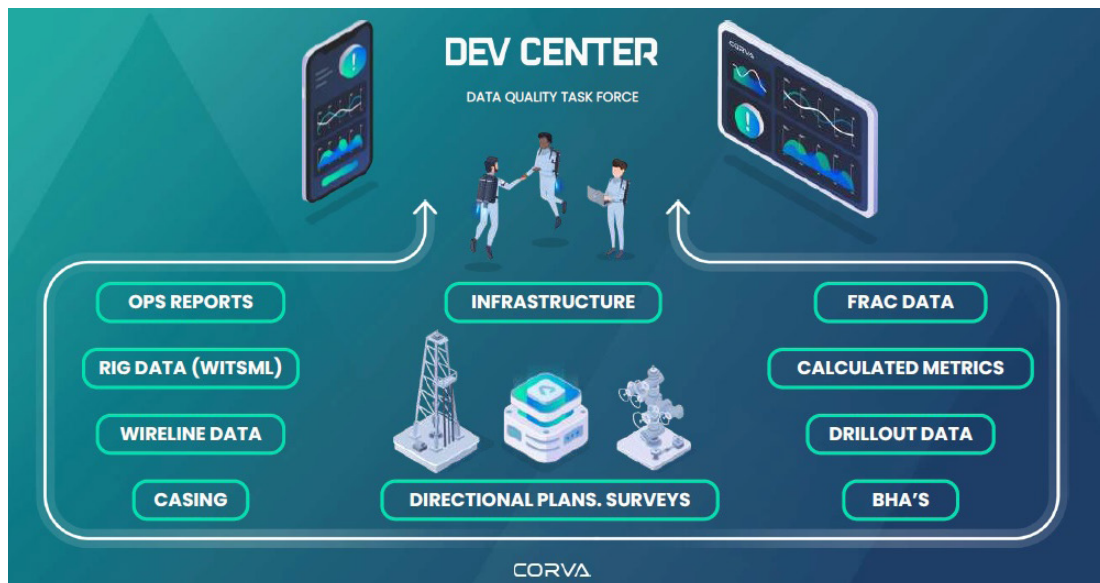 DEV CENTER
DATA QUALITY TASK FORCE
CORVA
OPS REPORTS
INFRASTRUCTURE
FRAC DATA
RIG DATA (WITSML)
CALCULATED METRICS
WIRELINE DATA
DRILLOUT DATA
CASING
DIRECTIONAL PLANS. SURVEYS
BHA'S
CORVA